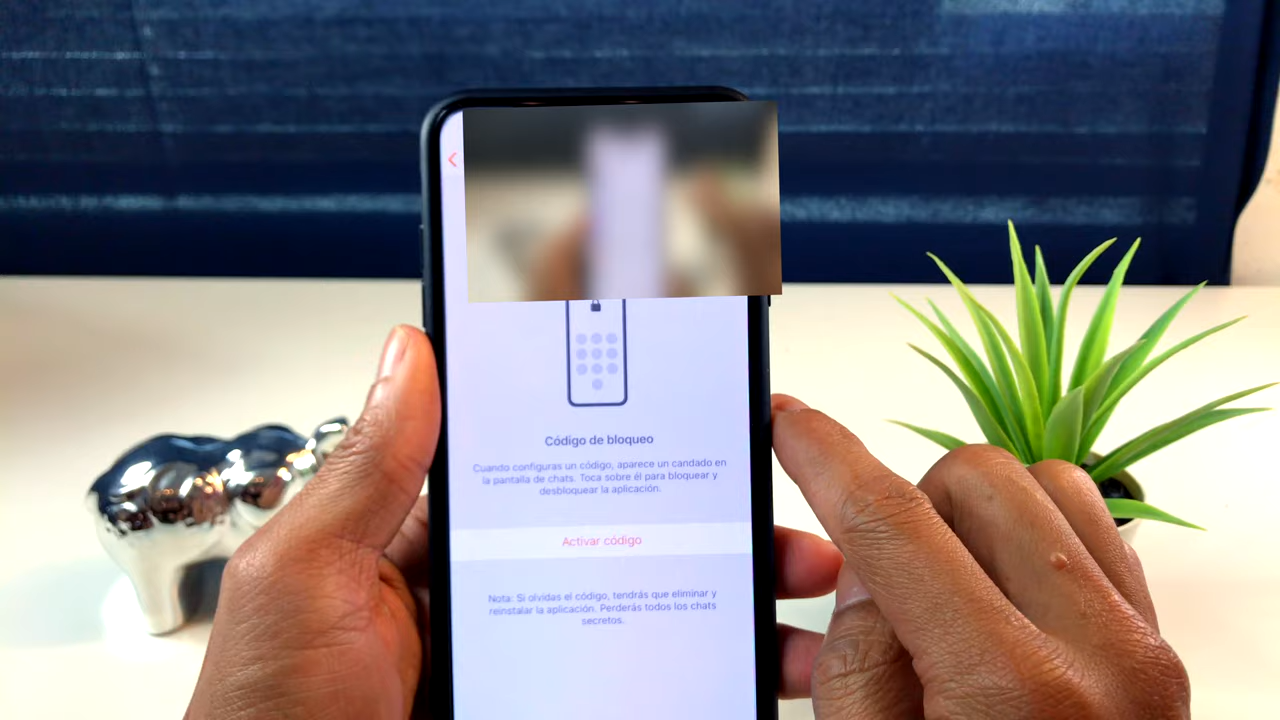 Código de bloqueo
Cuando configuras un código, aparece un candado en
la pantalla de chats. Toca sobre él para bloquear y
desbloquear la aplicación.
Activar código
Nota: Si olvidas el código, tendrás que eliminar y
reinstalar la aplicación. Perderás todos los chats
secretos.